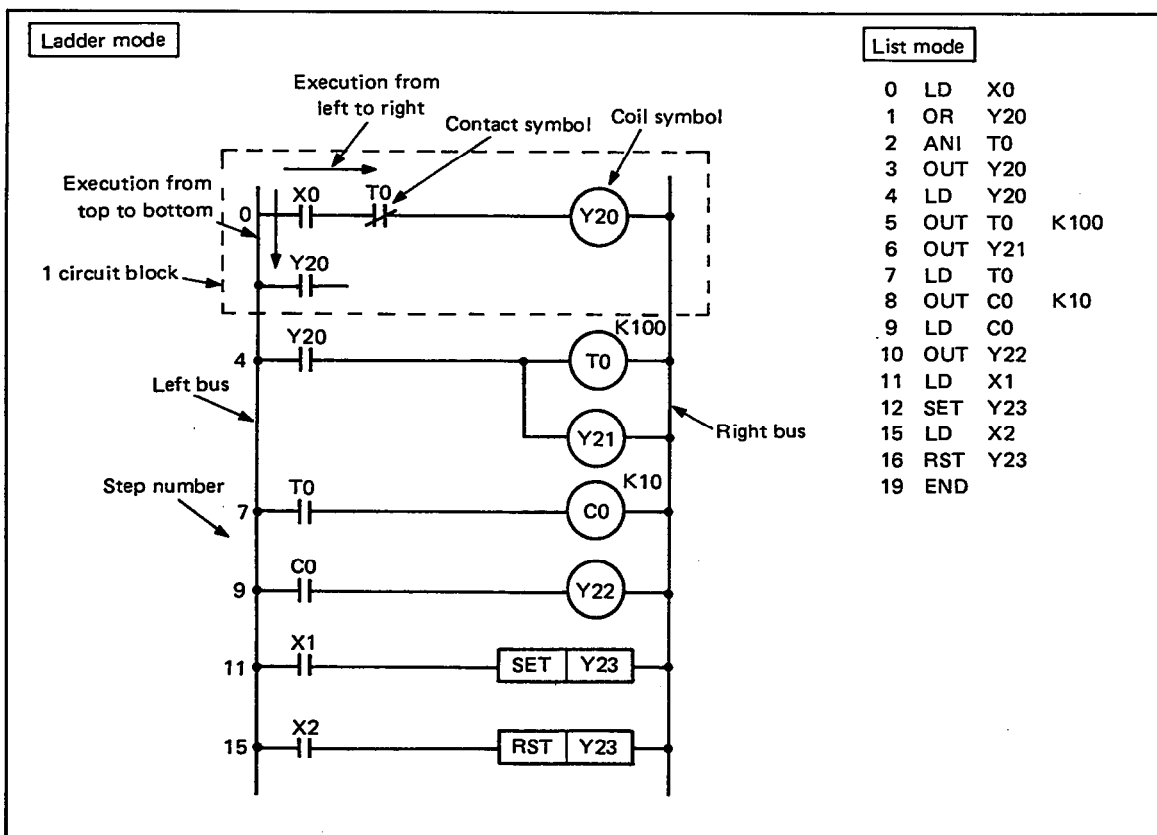 Ladder mode
Execution from
left to right
Contact symbol
Coil symbol
Execution from
top to bottom
X0
T0
0
Y20
1 circuit block
Y20
Y20
K100
4
T0
Left bus
Y21
Right bus
Step number
T0
K10
7
C0
C0
9
Y22
X1
11
SET Y23
X2
15
RST Y23
List mode
0 LD X0
1 OR Y20
2 ANI T0
3 OUT Y20
4 LD Y20
5 OUT T0 K100
6 OUT Y21
7 LD T0
8 OUT C0 K10
9 LD C0
10 OUT Y22
11 LD X1
12 SET Y23
15 LD X2
16 RST Y23
19 END